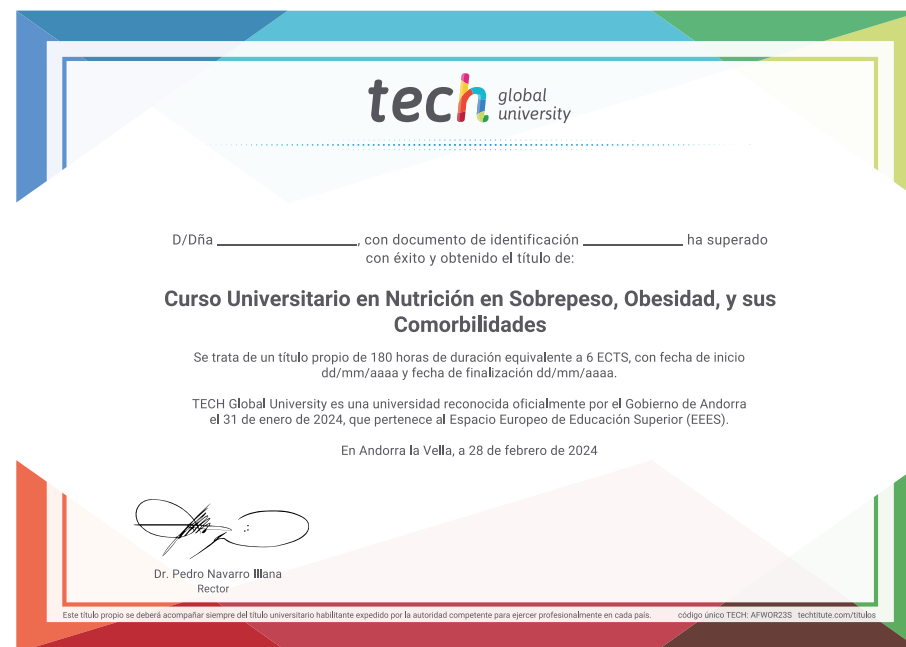 tech global university
D/Dña ____________________, con documento de identificación ______________ ha superado
con éxito y obtenido el título de:
Curso Universitario en Nutrición en Sobrepeso, Obesidad, y sus
Comorbilidades
Se trata de un título propio de 180 horas de duración equivalente a 6 ECTS, con fecha de inicio
dd/mm/aaaa y fecha de finalización dd/mm/aaaa.
TECH Global University es una universidad reconocida oficialmente por el Gobierno de Andorra
el 31 de enero de 2024, que pertenece al Espacio Europeo de Educación Superior (EEES).
En Andorra la Vella, a 28 de febrero de 2024
Dr. Pedro Navarro Illana
Rector
Este título propio se deberá acompañar siempre del título universitario habilitante expedido por la autoridad competente para ejercer profesionalmente en cada país. código único TECH: AFWOR23S techtitute.com/titulos